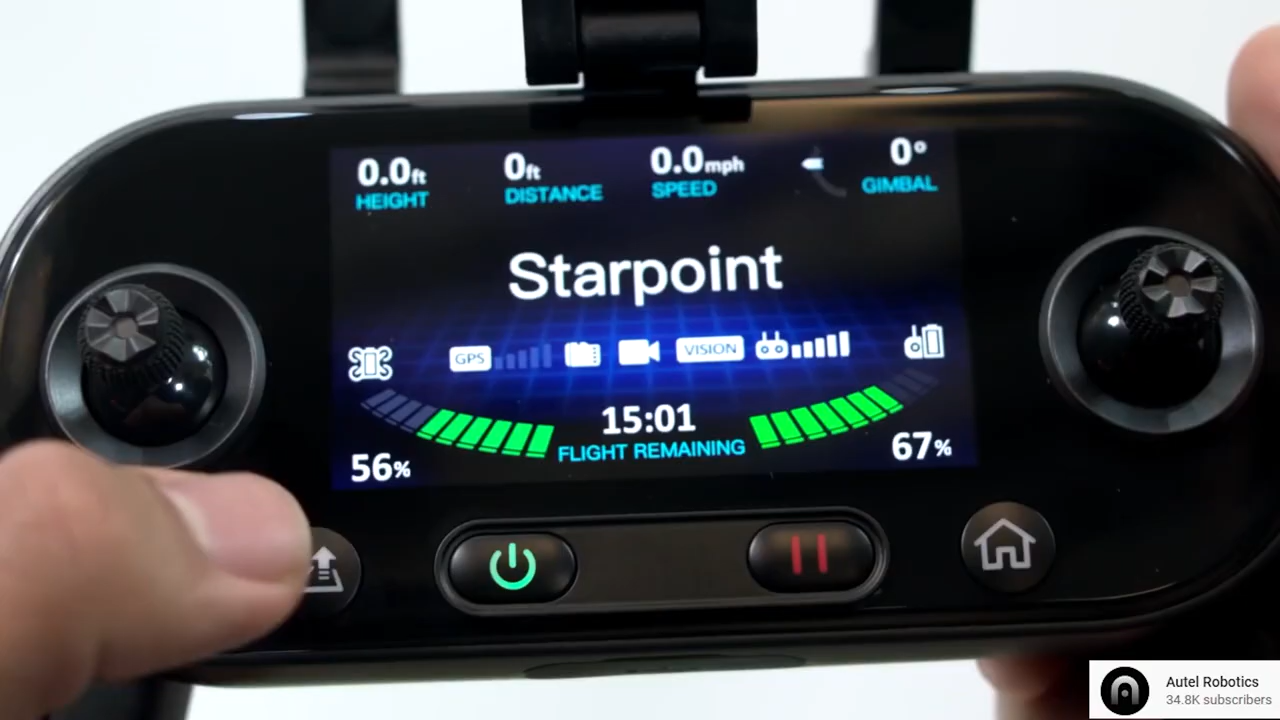 0.0ft 0ft 0.0mph 0°
HEIGHT DISTANCE SPEED GIMBAL
Starpoint
GPS VISION
15:01
FLIGHT REMAINING
56% 67%
Autel Robotics
34.8K subscribers